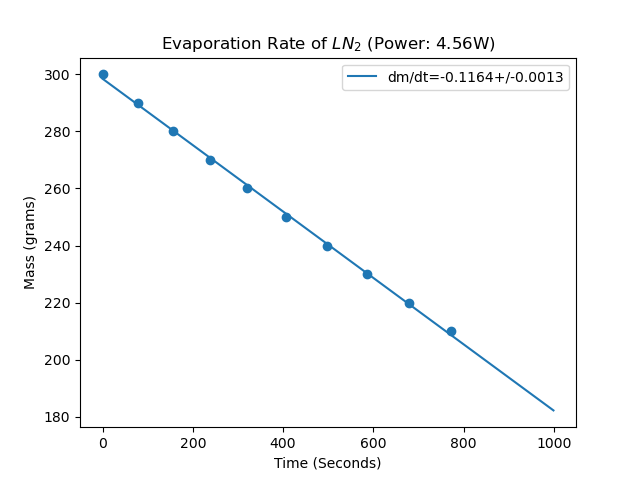 Evaporation Rate of LN₂ (Power: 4.56W)
dm/dt=-0.1164+/-0.0013
Mass (grams)
300
280
260
240
220
200
180
0 200 400 600 800 1000
Time (Seconds)